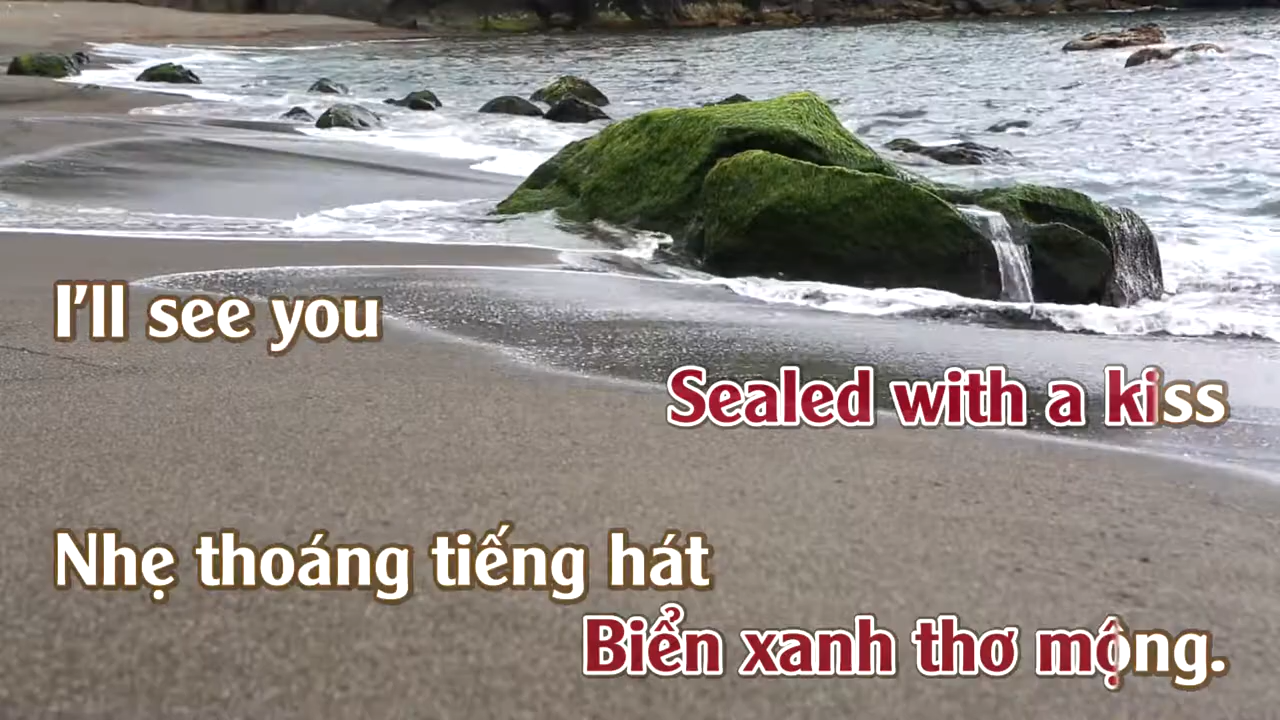 I'll see you
Sealed with a kiss
Nhẹ thoáng tiếng hát
Biển xanh thơ mộng.